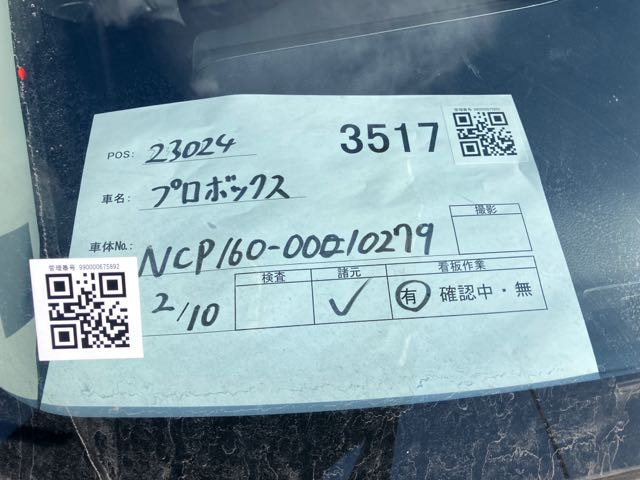 管理番号 990000675892
POS: 23024
3517
車名: プロボックス
車体No.: NCP160-0010279
撮影
管理番号 990000675892
2/10
検査 諸元 看板作業
✓ 有・確認中・無